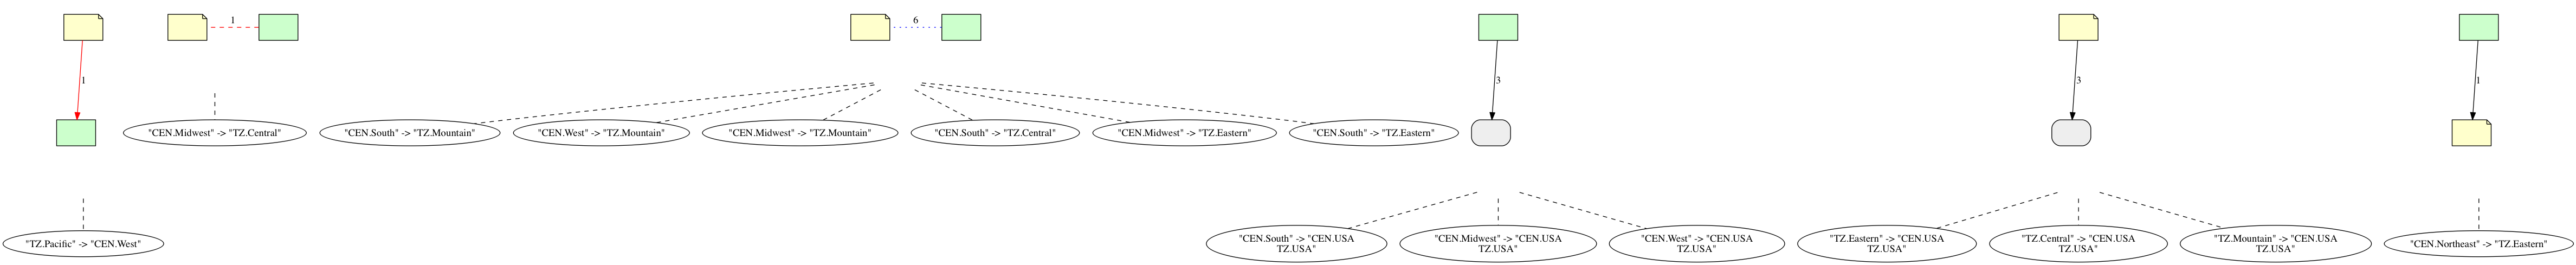 1
6
1
3
3
1
"CEN.Midwest" -> "TZ.Central"
"CEN.South" -> "TZ.Mountain"
"CEN.West" -> "TZ.Mountain"
"CEN.Midwest" -> "TZ.Mountain"
"CEN.South" -> "TZ.Central"
"CEN.Midwest" -> "TZ.Eastern"
"CEN.South" -> "TZ.Eastern"
"TZ.Pacific" -> "CEN.West"
"CEN.South" -> "CEN.USA
TZ.USA"
"CEN.Midwest" -> "CEN.USA
TZ.USA"
"CEN.West" -> "CEN.USA
TZ.USA"
"TZ.Eastern" -> "CEN.USA
TZ.USA"
"TZ.Central" -> "CEN.USA
TZ.USA"
"TZ.Mountain" -> "CEN.USA
TZ.USA"
"CEN.Northeast" -> "TZ.Eastern"